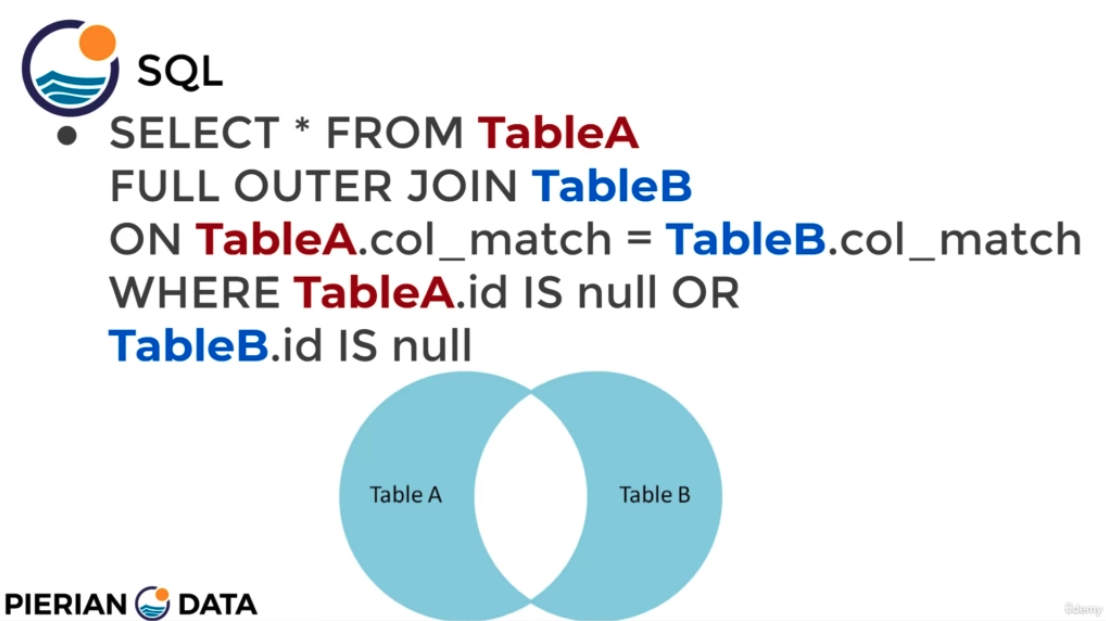 SQL
• SELECT * FROM TableA
FULL OUTER JOIN TableB
ON TableA.col_match = TableB.col_match
WHERE TableA.id IS null OR
TableB.id IS null
Table A
Table B
PIERIAN DATA
ûdemy